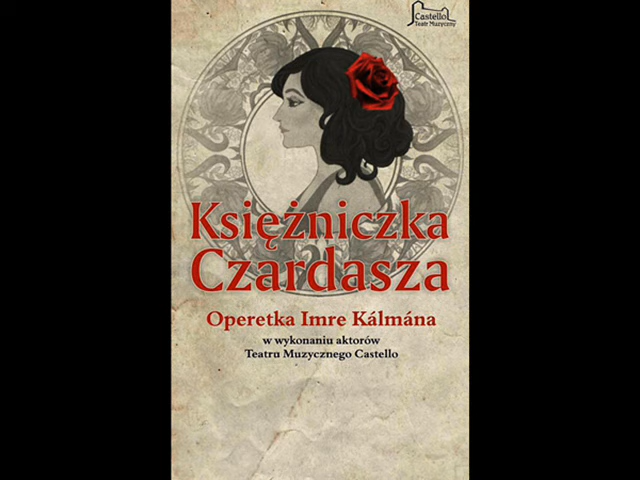 Castello
Teatr Muzyczny
Księżniczka
Czardasza
Operetka Imre Kálmána
w wykonaniu aktorów
Teatru Muzycznego Castello